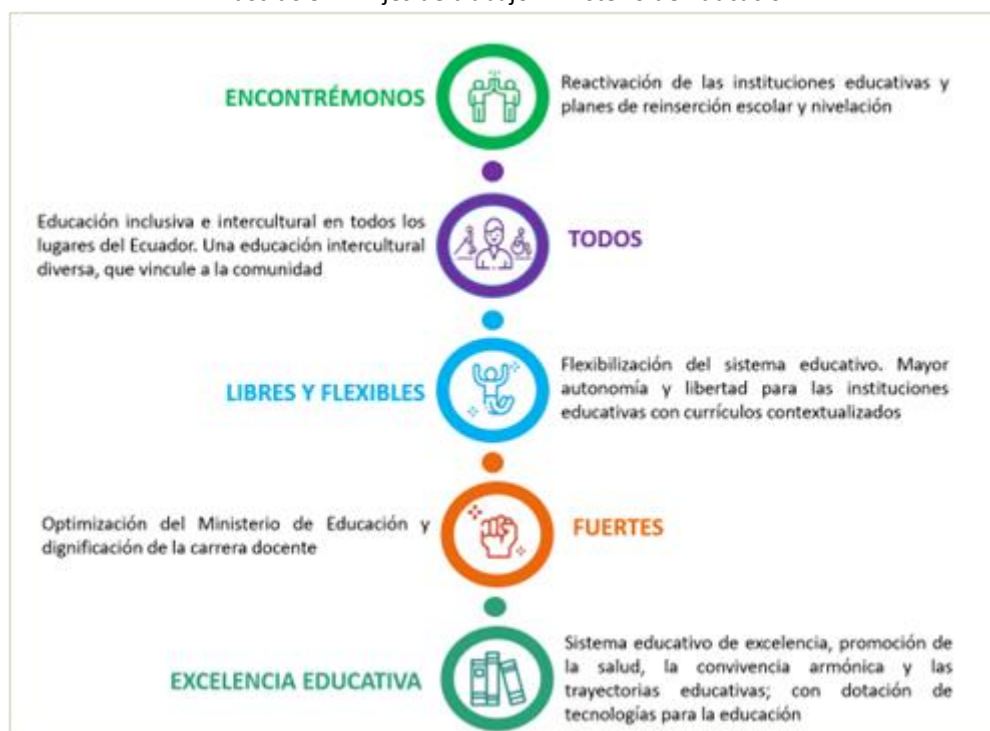 ENCONTRÉMONOS
Reactivación de las instituciones educativas y
planes de reinserción escolar y nivelación
Educación inclusiva e intercultural en todos los
lugares del Ecuador. Una educación intercultural
diversa, que vincule a la comunidad
TODOS
LIBRES Y FLEXIBLES
Flexibilización del sistema educativo. Mayor
autonomía y libertad para las instituciones
educativas con currículos contextualizados
Optimización del Ministerio de Educación y
dignificación de la carrera docente
FUERTES
EXCELENCIA EDUCATIVA
Sistema educativo de excelencia, promoción de
la salud, la convivencia armónica y las
trayectorias educativas; con dotación de
tecnologías para la educación